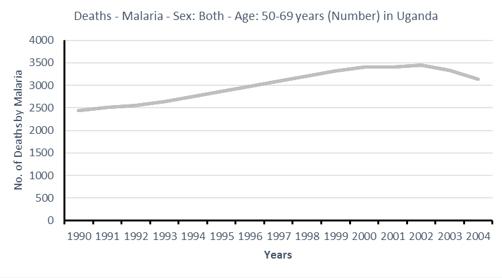 Deaths - Malaria - Sex: Both - Age: 50-69 years (Number) in Uganda
4000
3500
3000
2500
2000
1500
1000
500
0
No. of Deaths by Malaria
1990 1991 1992 1993 1994 1995 1996 1997 1998 1999 2000 2001 2002 2003 2004
Years